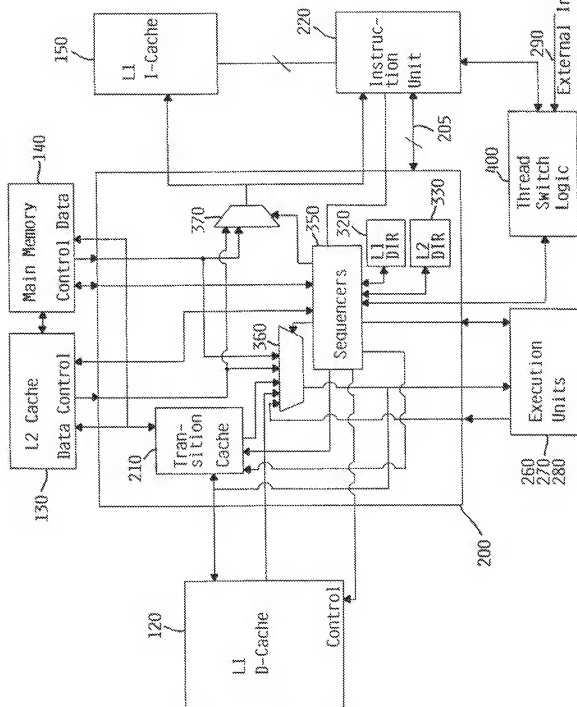 150
L1
I-Cache
220
Instruc-
tion
Unit
290
External In
205
400
Thread
Switch
Logic
140
Main Memory
Control Data
370
350
320
L1
DIR
330
L2
DIR
Sequencers
130
L2 Cache
Data Control
360
210
Tran-
sition
Cache
Execution
Units
260
270
280
200
120
L1
D-Cache
Control